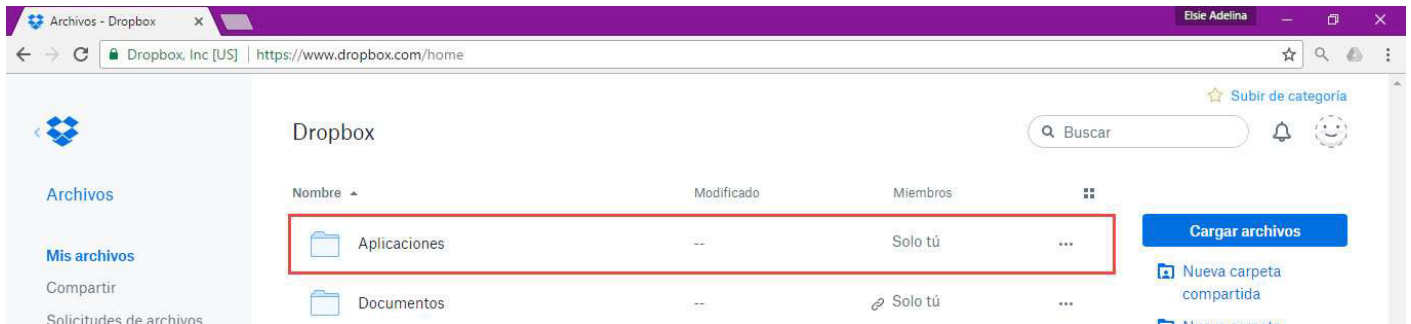 Archivos - Dropbox
Elsie Adelina
Dropbox, Inc [US] https://www.dropbox.com/home
Subir de categoría
Dropbox
Buscar
Archivos
Nombre Modificado Miembros
Aplicaciones -- Solo tú
Cargar archivos
Mis archivos
Nueva carpeta
compartida
Compartir
Documentos -- Solo tú
Solicitudes de archivos